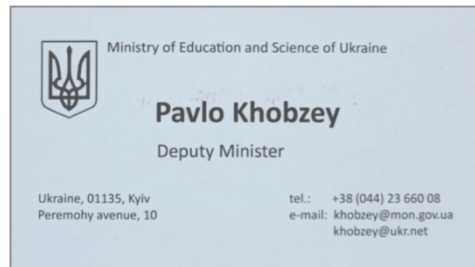 Ministry of Education and Science of Ukraine
Pavlo Khobzey
Deputy Minister
Ukraine, 01135, Kyiv
Peremohy avenue, 10
tel.: +38 (044) 23 660 08
e-mail: khobzey@mon.gov.ua
khobzey@ukr.net